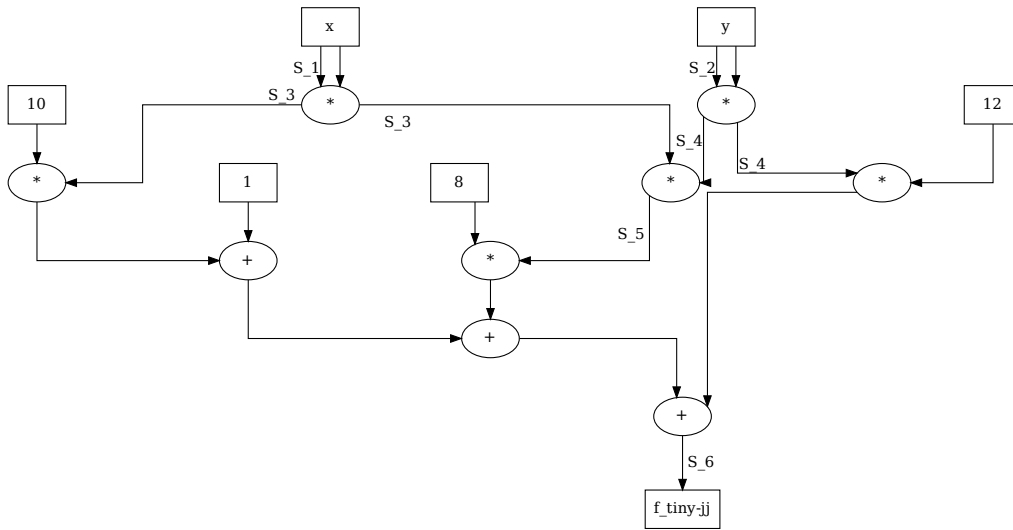 x
y
S_1
S_2
10
S_3
*
*
12
S_3
S_4
S_4
*
1
8
*
*
S_5
+
*
+
+
S_6
f_tiny-jj